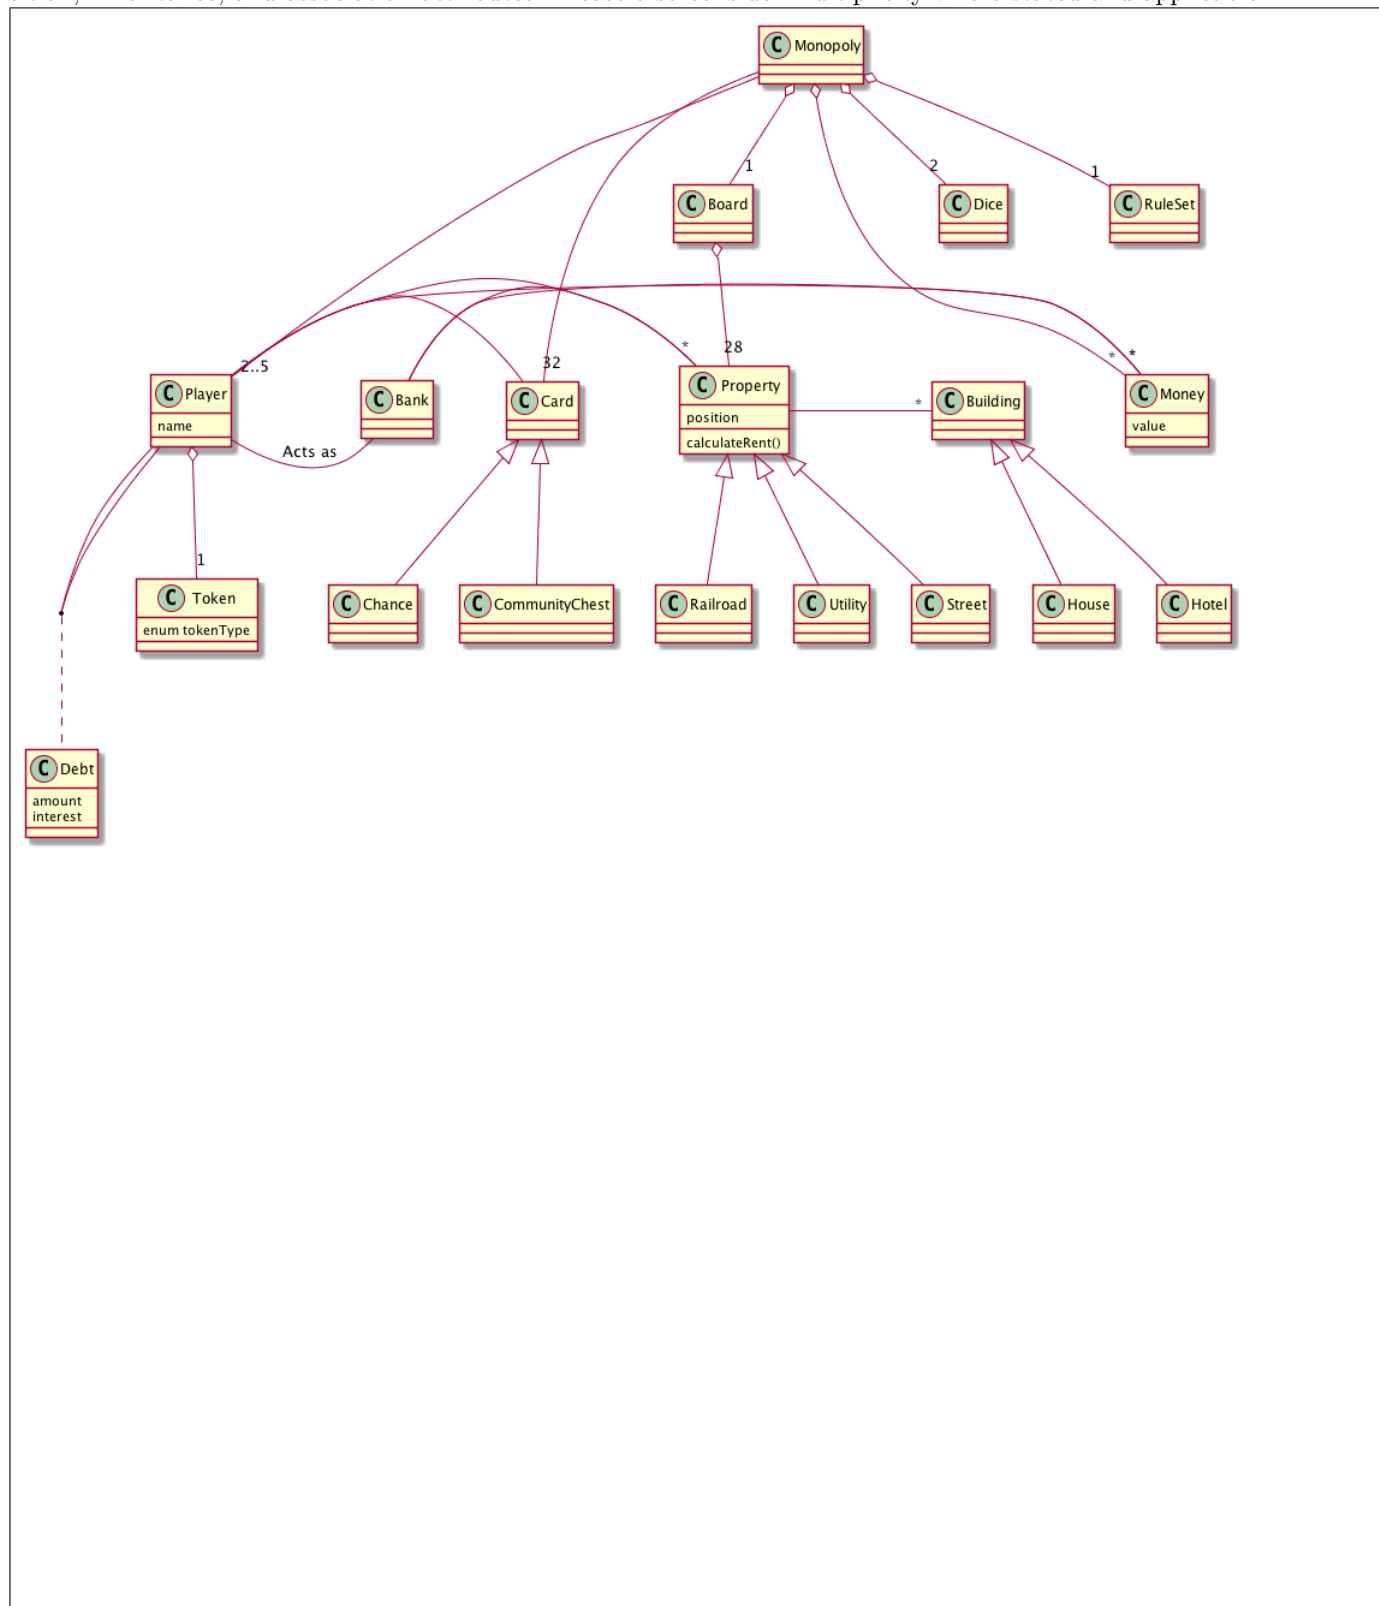 C Monopoly
1
2
1
C Board
C Dice
C RuleSet
2..5
32
*
28
*
*
C Player
name
C Bank
C Card
C Property
position
calculateRent()
*
C Building
C Money
value
Acts as
1
C Token
enum tokenType
C Chance
C CommunityChest
C Railroad
C Utility
C Street
C House
C Hotel
C Debt
amount
interest